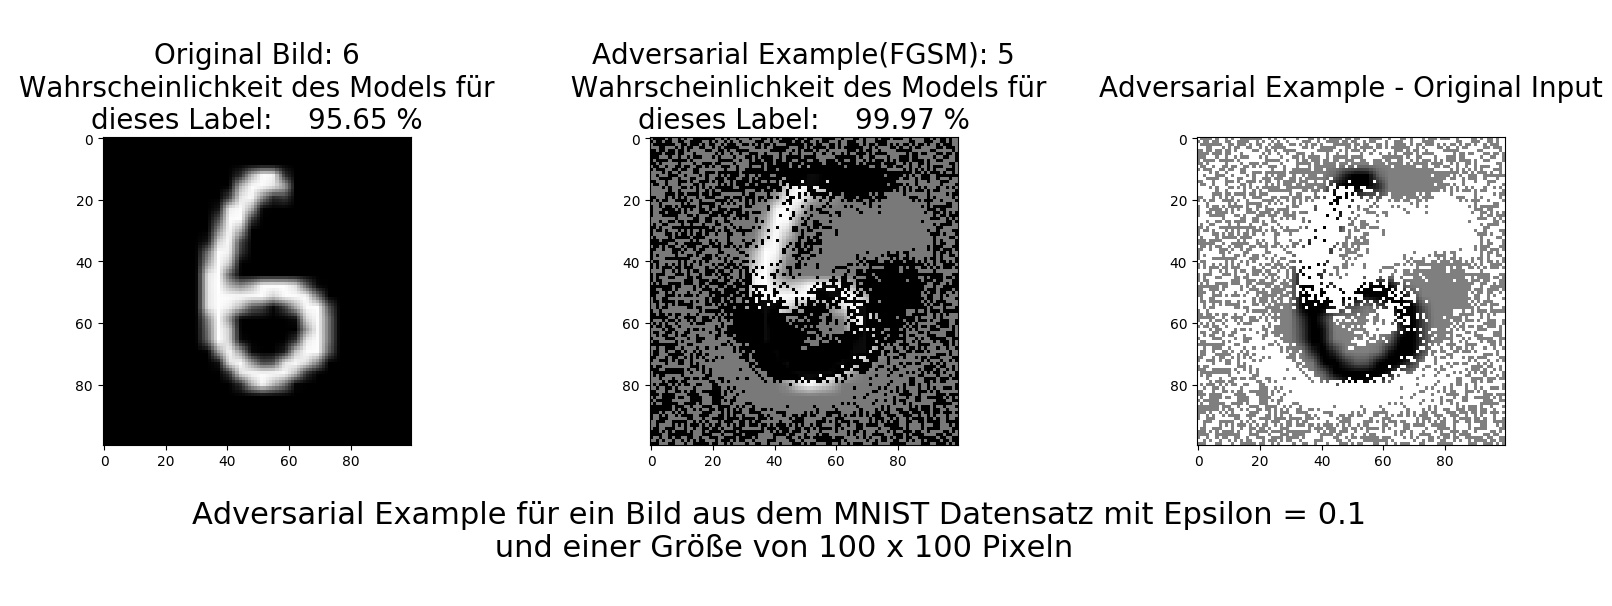 Original Bild: 6
Wahrscheinlichkeit des Models für
dieses Label: 95.65 %
0
20
40
60
80
0 20 40 60 80
Adversarial Example(FGSM): 5
Wahrscheinlichkeit des Models für
dieses Label: 99.97 %
0
20
40
60
80
0 20 40 60 80
Adversarial Example - Original Input
0
20
40
60
80
0 20 40 60 80
Adversarial Example für ein Bild aus dem MNIST Datensatz mit Epsilon = 0.1
und einer Größe von 100 x 100 Pixeln